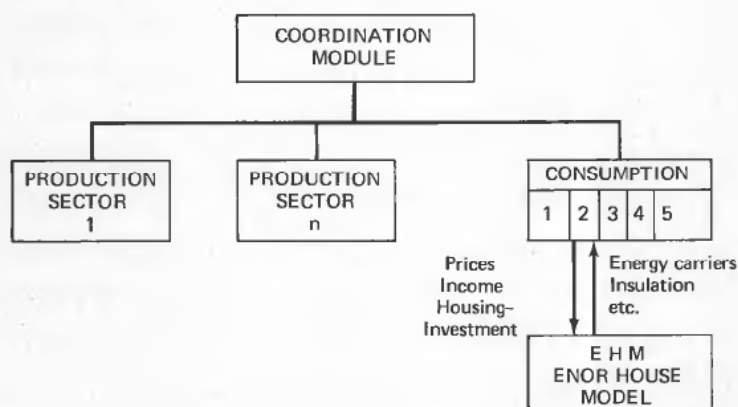 COORDINATION
MODULE
PRODUCTION
SECTOR
1
PRODUCTION
SECTOR
n
CONSUMPTION
1 2 3 4 5
Prices
Income
Housing-
Investment
Energy carriers
Insulation
etc.
E H M
ENOR HOUSE
MODEL